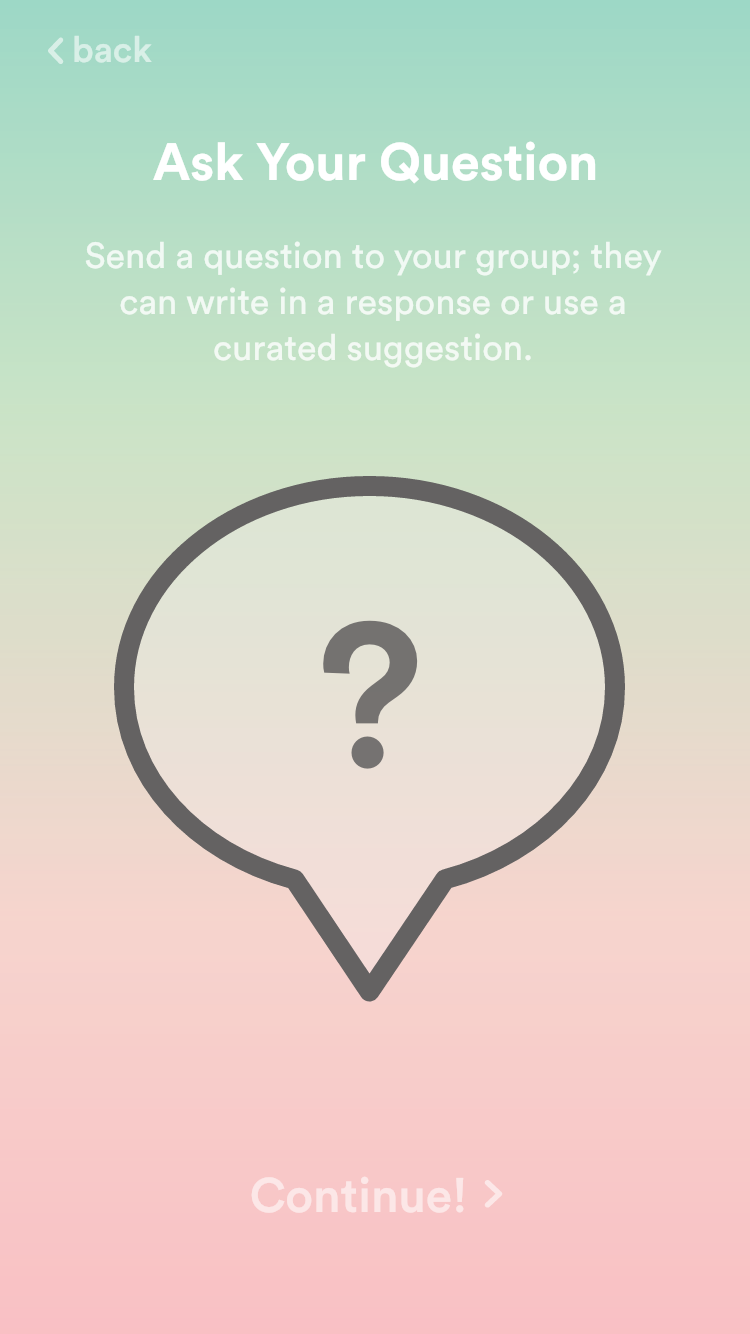 back
Ask Your Question
Send a question to your group; they
can write in a response or use a
curated suggestion.
?
Continue!